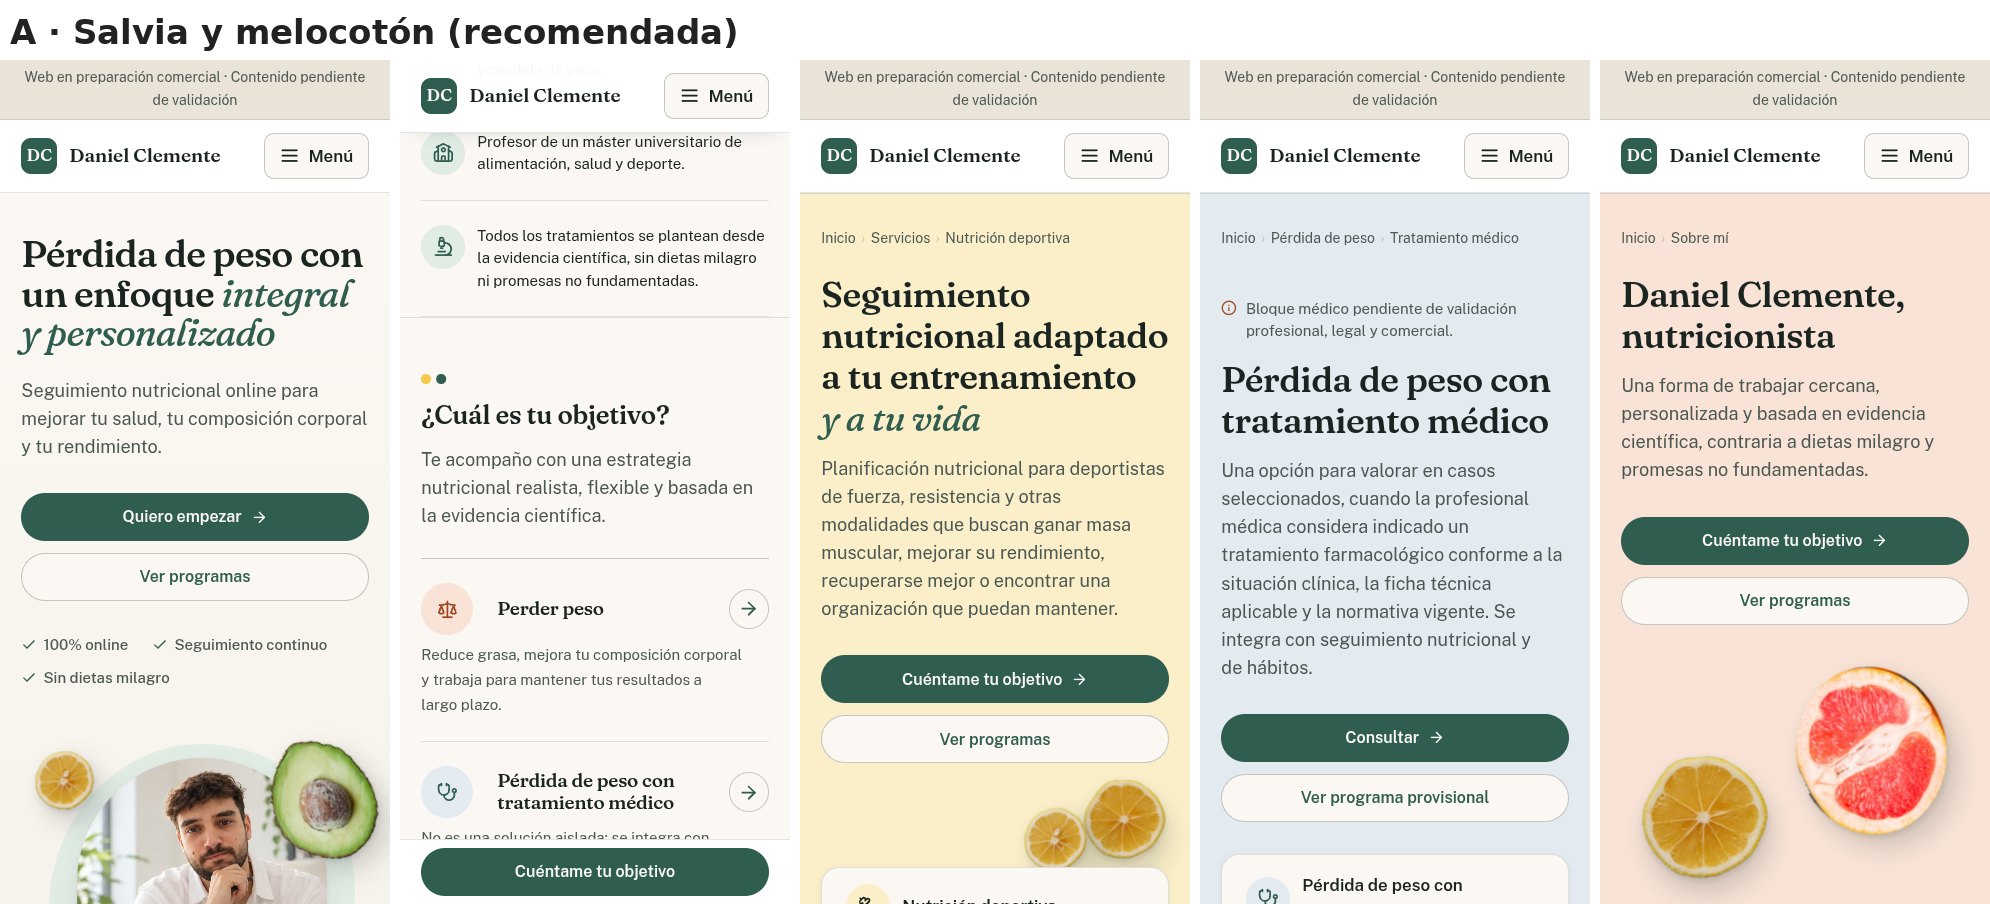 A · Salvia y melocotón (recomendada)
Web en preparación comercial · Contenido pendiente
de validación
DC Daniel Clemente
Menú
Pérdida de peso con
un enfoque integral
y personalizado
Seguimiento nutricional online para
mejorar tu salud, tu composición corporal
y tu rendimiento.
Quiero empezar
Ver programas
100% online
Seguimiento continuo
Sin dietas milagro
y pérdida de peso.
DC Daniel Clemente
Menú
Profesor de un máster universitario de
alimentación, salud y deporte.
Todos los tratamientos se plantean desde
la evidencia científica, sin dietas milagro
ni promesas no fundamentadas.
¿Cuál es tu objetivo?
Te acompaño con una estrategia
nutricional realista, flexible y basada en
la evidencia científica.
Perder peso
Reduce grasa, mejora tu composición corporal
y trabaja para mantener tus resultados a
largo plazo.
Pérdida de peso con
tratamiento médico
No es una solución aislada: se integra con
Cuéntame tu objetivo
Web en preparación comercial · Contenido pendiente
de validación
DC Daniel Clemente
Menú
Inicio › Servicios › Nutrición deportiva
Seguimiento
nutricional adaptado
a tu entrenamiento
y a tu vida
Planificación nutricional para deportistas
de fuerza, resistencia y otras
modalidades que buscan ganar masa
muscular, mejorar su rendimiento,
recuperarse mejor o encontrar una
organización que puedan mantener.
Cuéntame tu objetivo
Ver programas
Nutrición deportiva
Web en preparación comercial · Contenido pendiente
de validación
DC Daniel Clemente
Menú
Inicio › Pérdida de peso › Tratamiento médico
Bloque médico pendiente de validación
profesional, legal y comercial.
Pérdida de peso con
tratamiento médico
Una opción para valorar en casos
seleccionados, cuando la profesional
médica considera indicado un
tratamiento farmacológico conforme a la
situación clínica, la ficha técnica
aplicable y la normativa vigente. Se
integra con seguimiento nutricional y
de hábitos.
Consultar
Ver programa provisional
Pérdida de peso con
Web en preparación comercial · Contenido pendiente
de validación
DC Daniel Clemente
Menú
Inicio › Sobre mí
Daniel Clemente,
nutricionista
Una forma de trabajar cercana,
personalizada y basada en evidencia
científica, contraria a dietas milagro y
promesas no fundamentadas.
Cuéntame tu objetivo
Ver programas